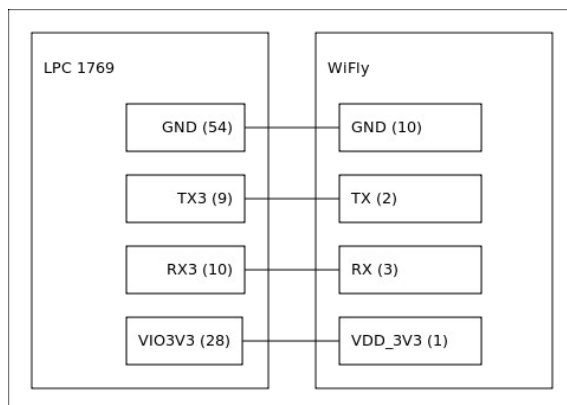 LPC 1769
WiFly
GND (54)
GND (10)
TX3 (9)
TX (2)
RX3 (10)
RX (3)
VIO3V3 (28)
VDD_3V3 (1)